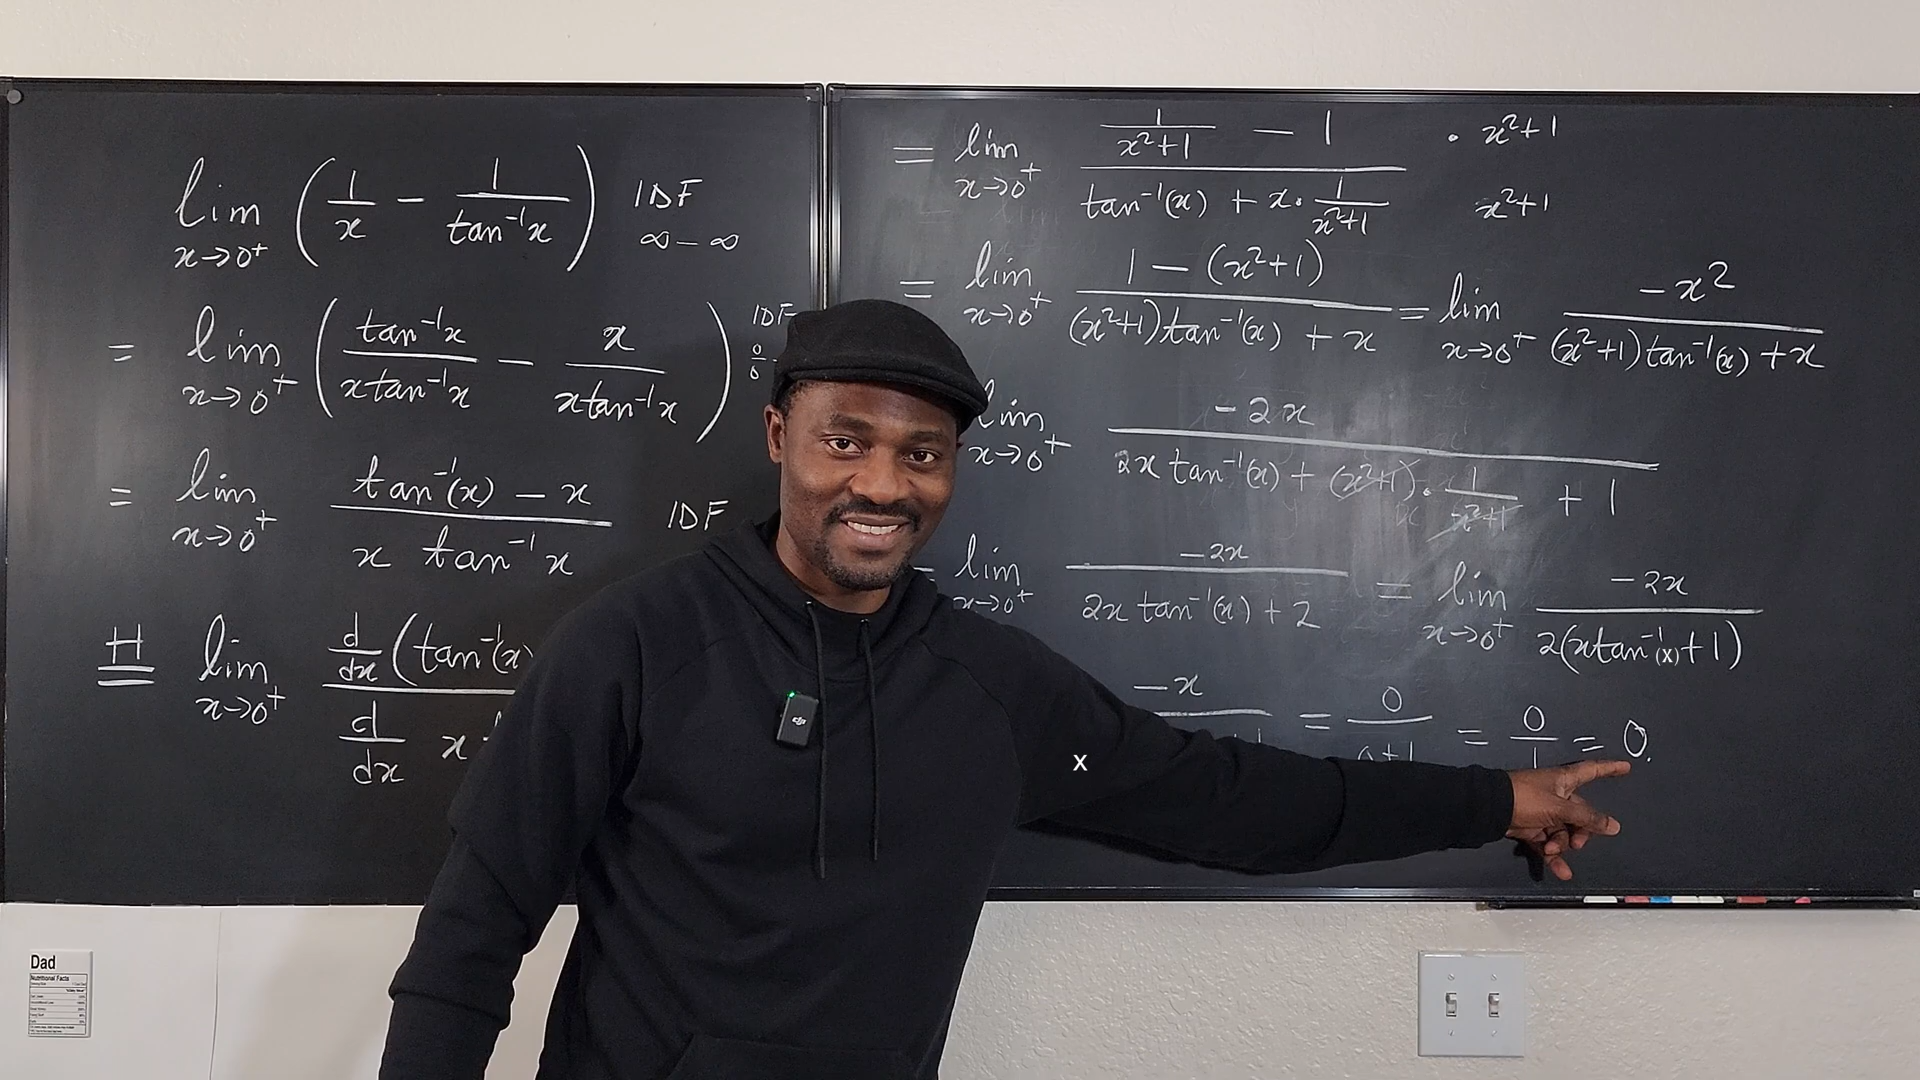 lim x→0⁺ (1/x − 1/tan⁻¹x) IDF ∞ − ∞
= lim x→0⁺ (tan⁻¹x/(x tan⁻¹x) − x/(x tan⁻¹x)) IDF 0/0
= lim x→0⁺ (tan⁻¹(x) − x)/(x tan⁻¹x) IDF
H lim x→0⁺ d/dx (tan⁻¹(x) / d/dx x
= lim x→0⁺ (1/(x²+1) − 1)/(tan⁻¹(x) + x · 1/(x²+1)) · x²+1 x²+1
= lim x→0⁺ (1 − (x²+1))/((x²+1)tan⁻¹(x) + x) = lim x→0⁺ −x²/((x²+1)tan⁻¹(x) + x)
lim x→0⁺ −2x/(2x tan⁻¹(x) + (x²+1) · 1/(x²+1) + 1)
= lim x→0⁺ −2x/(2x tan⁻¹(x) + 2) = lim x→0⁺ −2x/(2(x tan⁻¹(x) + 1))
−x = 0/(0+1) = 0/1 = 0.
x
Dad
Nutritional Facts